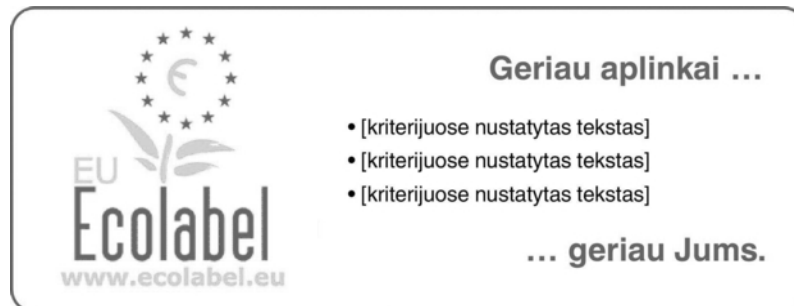 EU
Ecolabel
www.ecolabel.eu
Geriau aplinkai …
• [kriterijuose nustatytas tekstas]
• [kriterijuose nustatytas tekstas]
• [kriterijuose nustatytas tekstas]
… geriau Jums.